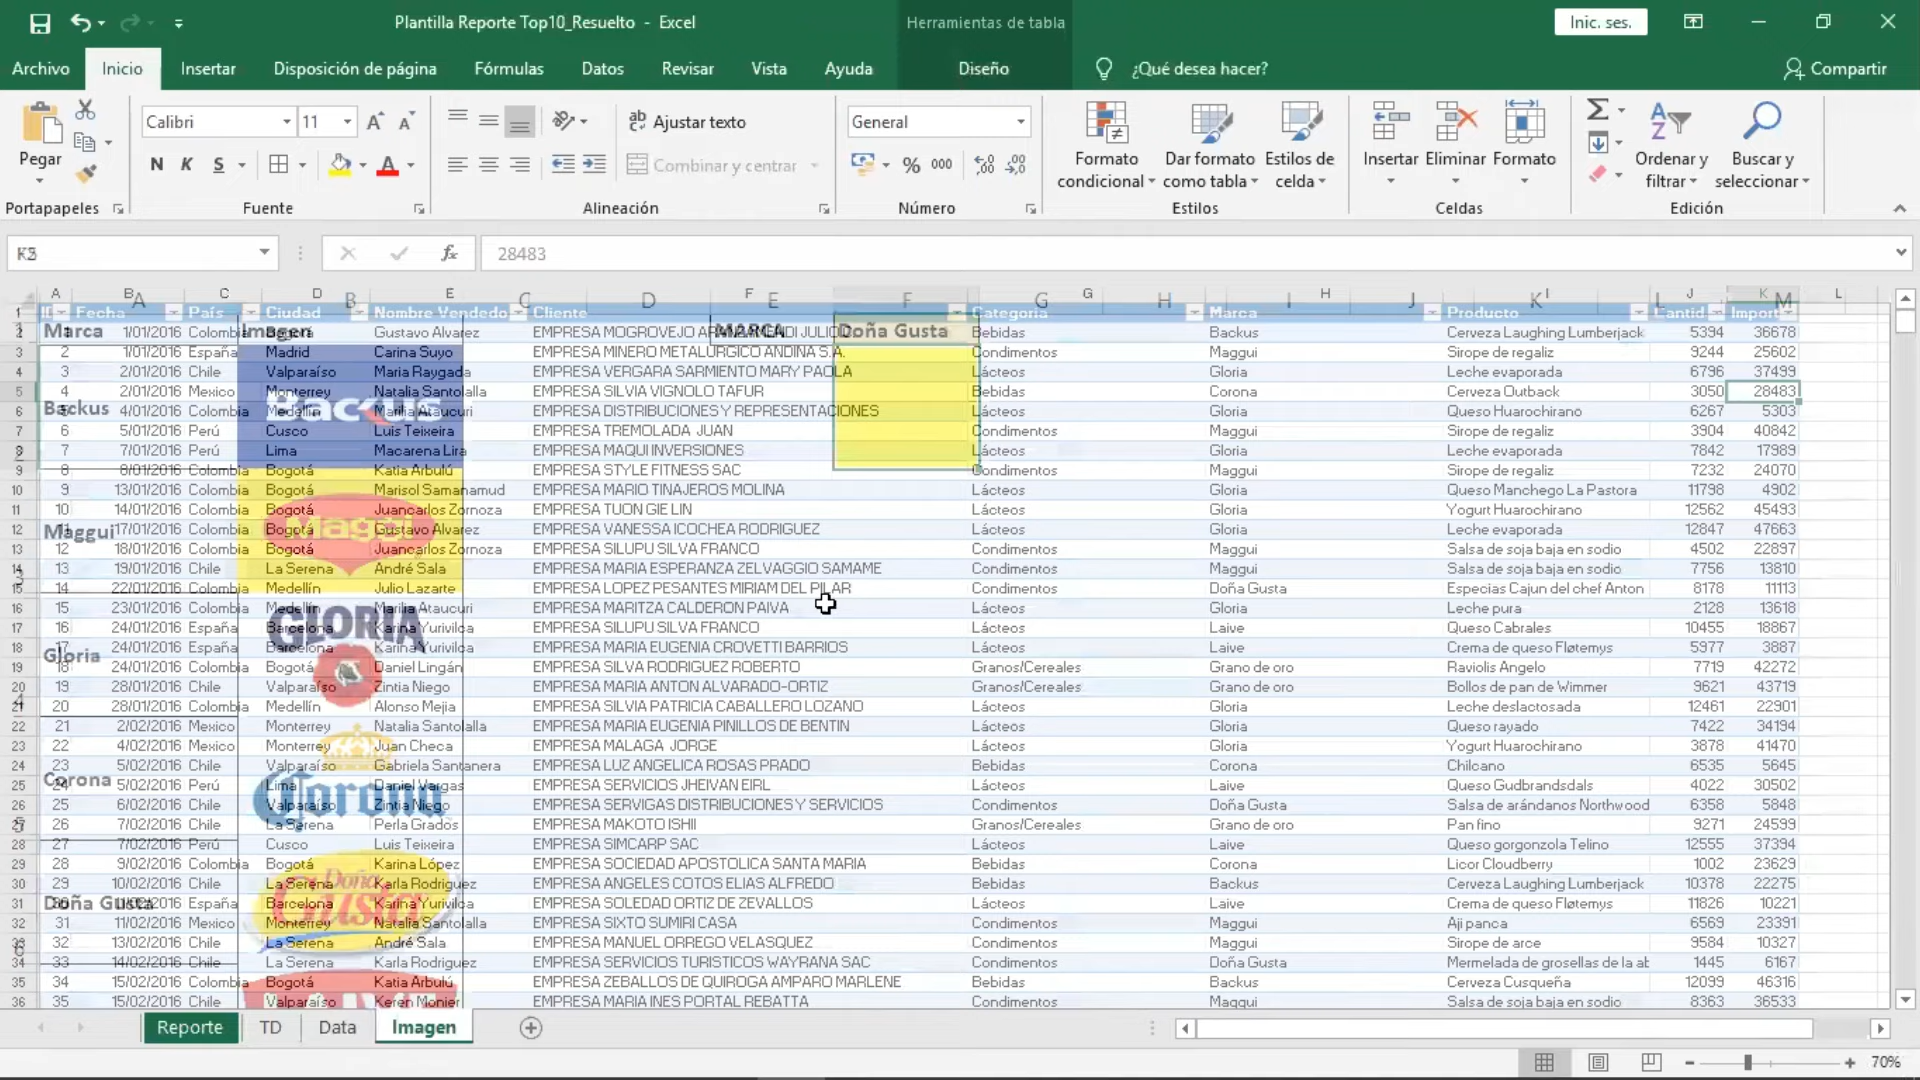 Plantilla Reporte Top10_Resuelto - Excel
Herramientas de tabla
Inic. ses.
Archivo Inicio Insertar Disposición de página Fórmulas Datos Revisar Vista Ayuda Diseño ¿Qué desea hacer? Compartir
Pegar
Calibri 11
N K S
Ajustar texto
Combinar y centrar
General
% 000
Formato condicional
Dar formato como tabla
Estilos de celda
Insertar Eliminar Formato
Ordenar y filtrar
Buscar y seleccionar
Portapapeles Fuente Alineación Número Estilos Celdas Edición
28483
Fecha País Ciudad Nombre Vendedo Cliente Categoria Marca Producto Cantid Import
Marca Imagen MARCA Doña Gusta
1/01/2016 Colombia Gustavo Alvarez Bebidas Backus Cerveza Laughing Lumberjack 5394 36678
2 1/01/2016 España Madrid Carina Suyo EMPRESA MINERO METALURGICO ANDINA S.A. Condimentos Maggui Sirope de regaliz 9244 25602
3 2/01/2016 Chile Valparaíso Maria Raygada EMPRESA VERGARA SARMIENTO MARY PAOLA Lácteos Gloria Leche evaporada 6796 37499
4 2/01/2016 Mexico Monterrey Natalia Santolalla EMPRESA SILVIA VIGNOLO TAFUR Bebidas Corona Cerveza Outback 3050 28483
Backus 4/01/2016 Colombia Medellín Marilia Ataucuri EMPRESA DISTRIBUCIONES Y REPRESENTACIONES Lácteos Gloria Queso Huarochirano 6267 5303
6 5/01/2016 Perú Cusco Luis Teixeira EMPRESA TREMOLADA JUAN Condimentos Maggui Sirope de regaliz 3904 40842
7 7/01/2016 Perú Lima Macarena Lira EMPRESA MAQUI INVERSIONES Lácteos Gloria Leche evaporada 7842 17989
8 8/01/2016 Colombia Bogotá Katia Arbulú EMPRESA STYLE FITNESS SAC Condimentos Maggui Sirope de regaliz 7232 24070
9 13/01/2016 Colombia Bogotá Marisol Samanamud EMPRESA MARIO TINAJEROS MOLINA Lácteos Gloria Queso Manchego La Pastora 11798 4902
10 14/01/2016 Colombia Bogotá Juancarlos Zornoza EMPRESA TUON GIE LIN Lácteos Gloria Yogurt Huarochirano 12562 45493
Maggui 17/01/2016 Colombia Bogotá Gustavo Alvarez EMPRESA VANESSA ICOCHEA RODRIGUEZ Lácteos Gloria Leche evaporada 12847 47663
12 18/01/2016 Colombia Bogotá Juancarlos Zornoza EMPRESA SILUPU SILVA FRANCO Condimentos Maggui Salsa de soja baja en sodio 4502 22897
13 19/01/2016 Chile La Serena André Sala EMPRESA MARIA ESPERANZA ZELVAGGIO SAMAME Condimentos Maggui Salsa de soja baja en sodio 7756 13810
14 22/01/2016 Colombia Medellín Julio Lazarte EMPRESA LOPEZ PESANTES MIRIAM DEL PILAR Condimentos Doña Gusta Especias Cajun del chef Anton 8178 11113
15 23/01/2016 Colombia Medellín Marilia Ataucuri EMPRESA MARITZA CALDERON PAIVA Lácteos Gloria Leche pura 2128 13618
16 24/01/2016 España Barcelona Karina Yurivilca EMPRESA SILUPU SILVA FRANCO Lácteos Laive Queso Cabrales 10455 18867
17 24/01/2016 España Barcelona Karina Yurivilca EMPRESA MARIA EUGENIA CROVETTI BARRIOS Lácteos Laive Crema de queso Fløtemys 5977 3887
Gloria 18 24/01/2016 Colombia Bogotá Daniel Lingán EMPRESA SILVA RODRIGUEZ ROBERTO Granos/Cereales Grano de oro Raviolis Angelo 7719 42272
19 28/01/2016 Chile Valparaíso Zintia Niego EMPRESA MARIA ANTON ALVARADO-ORTIZ Granos/Cereales Grano de oro Bollos de pan de Wimmer 9621 43719
20 28/01/2016 Colombia Medellín Alonso Mejia EMPRESA SILVIA PATRICIA CABALLERO LOZANO Lácteos Gloria Leche deslactosada 12461 22901
21 2/02/2016 Mexico Monterrey Natalia Santolalla EMPRESA MARIA EUGENIA PINILLOS DE BENTIN Lácteos Gloria Queso rayado 7422 34194
22 4/02/2016 Mexico Monterrey Juan Checa EMPRESA MALAGA JORGE Lácteos Gloria Yogurt Huarochirano 3878 41470
23 5/02/2016 Chile Valparaíso Gabriela Santanera EMPRESA LUZ ANGELICA ROSAS PRADO Bebidas Corona Chilcano 6535 5645
Corona 24 5/02/2016 Perú Lima Daniel Vargas EMPRESA SERVICIOS JHEIVAN EIRL Lácteos Laive Queso Gudbrandsdals 4022 30502
25 6/02/2016 Chile Valparaíso Zintia Niego EMPRESA SERVIGAS DISTRIBUCIONES Y SERVICIOS Condimentos Doña Gusta Salsa de arándanos Northwood 6358 5848
26 7/02/2016 Chile La Serena Perla Grados EMPRESA MAKOTO ISHII Granos/Cereales Grano de oro Pan fino 9271 24599
27 7/02/2016 Perú Cusco Luis Teixeira EMPRESA SIMCARP SAC Lácteos Laive Queso gorgonzola Telino 12555 37394
28 9/02/2016 Colombia Bogotá Karina López EMPRESA SOCIEDAD APOSTOLICA SANTA MARIA Bebidas Corona Licor Cloudberry 1002 23629
29 10/02/2016 Chile La Serena Karla Rodriguez EMPRESA ANGELES COTOS ELIAS ALFREDO Bebidas Backus Cerveza Laughing Lumberjack 10378 22275
Doña Gusta España Barcelona Karina Yurivilca EMPRESA SOLEDAD ORTIZ DE ZEVALLOS Lácteos Laive Crema de queso Fløtemys 11826 10221
31 11/02/2016 Mexico Monterrey Natalia Santolalla EMPRESA SIXTO SUMIRI CASA Condimentos Maggui Aji panca 6569 23391
32 13/02/2016 Chile La Serena André Sala EMPRESA MANUEL ORREGO VELASQUEZ Condimentos Maggui Sirope de arce 9584 10327
33 14/02/2016 Chile La Serena Karla Rodriguez EMPRESA SERVICIOS TURISTICOS WAYRANA SAC Condimentos Doña Gusta Mermelada de grosellas de la ab 1445 6167
34 15/02/2016 Colombia Bogotá Katia Arbulú EMPRESA ZEBALLOS DE QUIROGA AMPARO MARLENE Bebidas Backus Cerveza Cusqueña 12099 46316
35 15/02/2016 Chile Valparaíso Keren Monier EMPRESA MARIA INES PORTAL REBATTA Condimentos Maggui Salsa de soja baja en sodio 8363 36533
Backus
Maggi
GLORIA
Corona
Doña Gusta
Reporte TD Data Imagen
70%